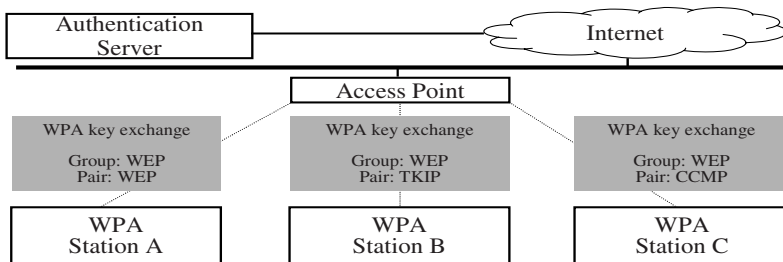 Authentication
Server
Internet
Access Point
WPA key exchange
Group: WEP
Pair: WEP
WPA key exchange
Group: WEP
Pair: TKIP
WPA key exchange
Group: WEP
Pair: CCMP
WPA
Station A
WPA
Station B
WPA
Station C